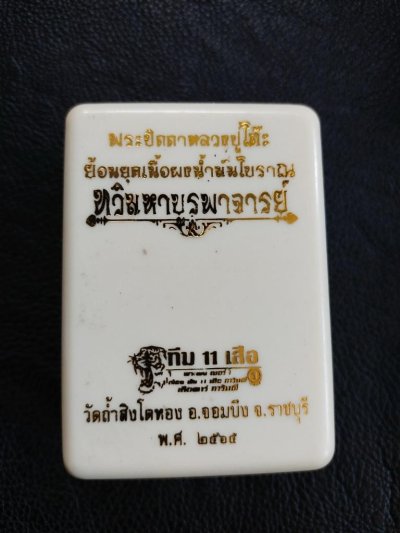 พระปิดตาหลวงปู่โต๊ะ
ย้อนยุคเนื้อผงน้ำมันโบราณ
ทวิมหาบูรพาจารย์
ทีม 11 เสือ
วัดถ้ำสิงโตทอง อ.จอมบึง จ.ราชบุรี
พ.ศ. ๒๕๖๕